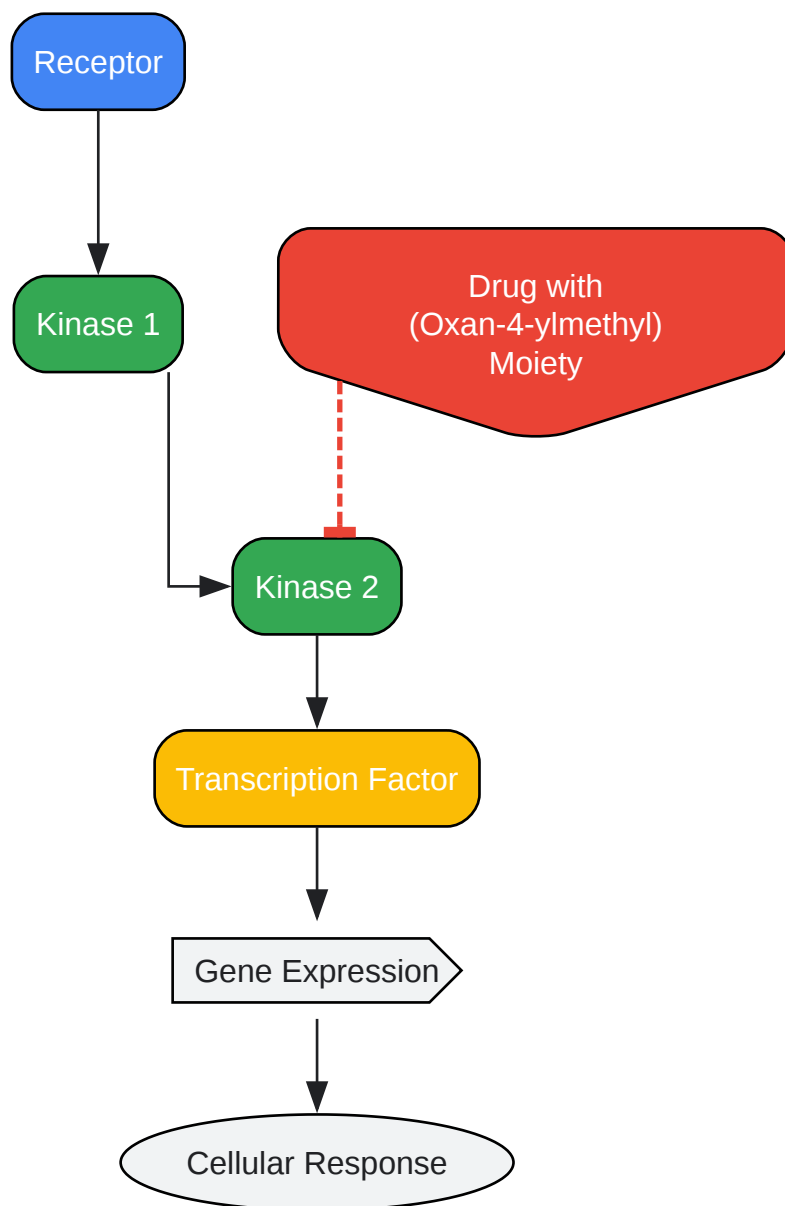 Receptor
Drug with
(Oxan-4-ylmethyl)
Moiety
Kinase 1
Kinase 2
Transcription Factor
Gene Expression
Cellular Response